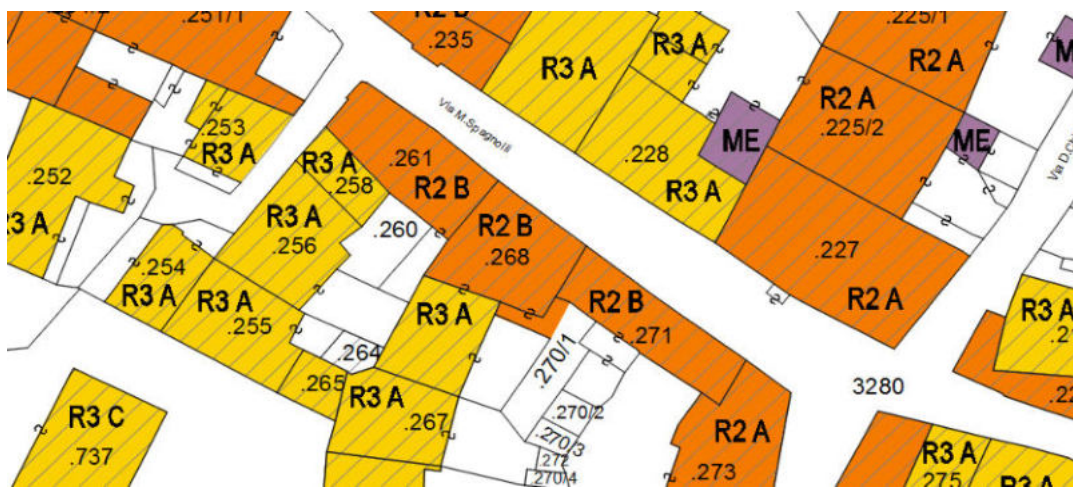 .251/1
R2 B
.235
R3 A
R3 A
.225/1
R2 A
R2 A
.225/2
ME
ME
.253
R3 A
.252
R3 A
Via M.Spagnolli
.261
R2 B
R3 A
.258
.228
R3 A
R3 A
.256
.260
R2 B
.268
.227
R2 A
.254
R3 A
R3 A
.255
R3 A
R2 B
.271
R3 A
.264
.265
.270/1
R3 A
.267
3280
R3 C
.737
.270/2
.270/3
.272
270/4
R2 A
.273
R3 A
275
R3 A